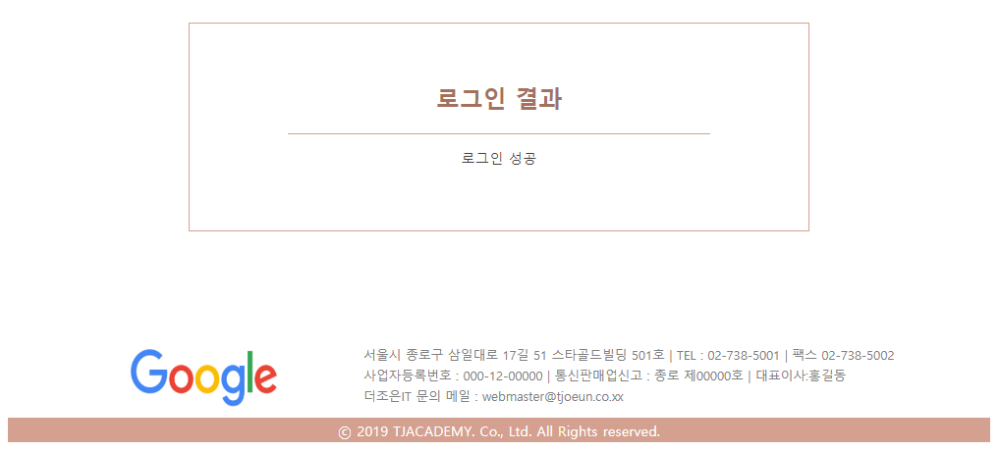 로그인 결과
로그인 성공
Google
서울시 종로구 삼일대로 17길 51 스타골드빌딩 501호 | TEL : 02-738-5001 | 팩스 02-738-5002
사업자등록번호 : 000-12-00000 | 통신판매업신고 : 종로 제00000호 | 대표이사:홍길동
더조은IT 문의 메일 : webmaster@tjoeun.co.xx
© 2019 TJACADEMY. Co., Ltd. All Rights reserved.